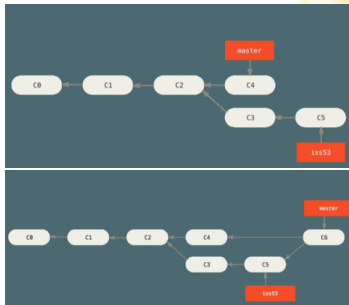 master
C0 C1 C2 C4
C3 C5
iss53
master
C0 C1 C2 C4 C6
C3 C5
iss53